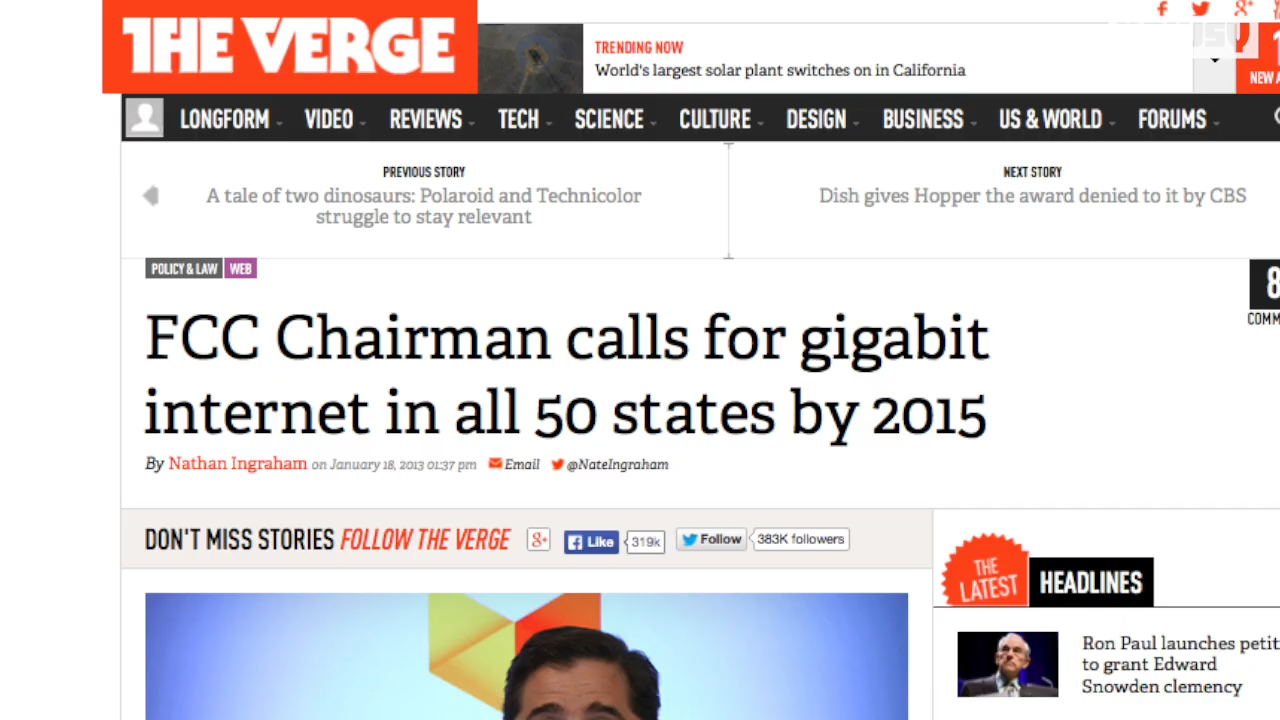 THE VERGE
TRENDING NOW
World's largest solar plant switches on in California
LONGFORM VIDEO REVIEWS TECH SCIENCE CULTURE DESIGN BUSINESS US & WORLD FORUMS
PREVIOUS STORY
A tale of two dinosaurs: Polaroid and Technicolor
struggle to stay relevant
NEXT STORY
Dish gives Hopper the award denied to it by CBS
POLICY & LAW WEB
FCC Chairman calls for gigabit
internet in all 50 states by 2015
By Nathan Ingraham on January 18, 2013 01:37 pm Email @NateIngraham
DON'T MISS STORIES FOLLOW THE VERGE Like 319k Follow 383K followers
THE
LATEST
HEADLINES
Ron Paul launches
to grant Edward
Snowden clemency